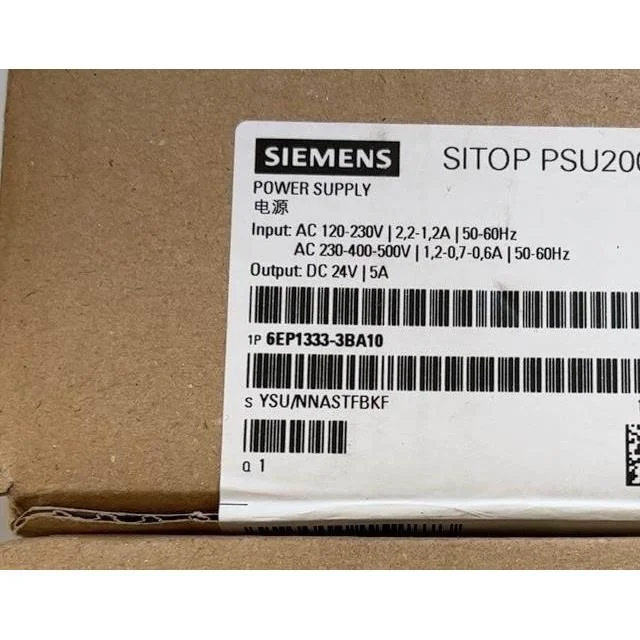 SIEMENS SITOP PSU200
POWER SUPPLY
电源
Input: AC 120-230V | 2,2-1,2A | 50-60Hz
AC 230-400-500V | 1,2-0,7-0,6A | 50-60Hz
Output: DC 24V | 5A
1P 6EP1333-3BA10
S YSU/NNASTFBKF
Q 1